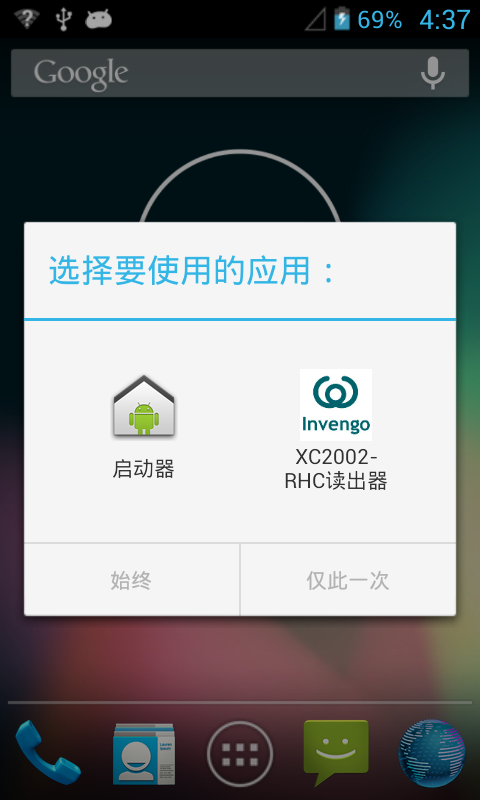 69% 4:37
Google
选择要使用的应用：
Invengo
启动器
XC2002-
RHC读出器
始终
仅此一次